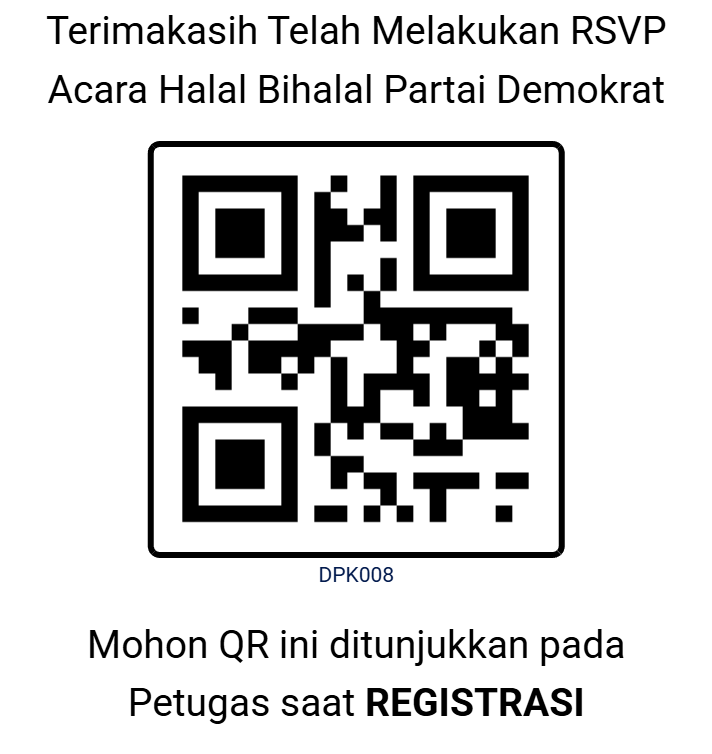 Terimakasih Telah Melakukan RSVP
Acara Halal Bihalal Partai Demokrat
DPK008
Mohon QR ini ditunjukkan pada
Petugas saat REGISTRASI